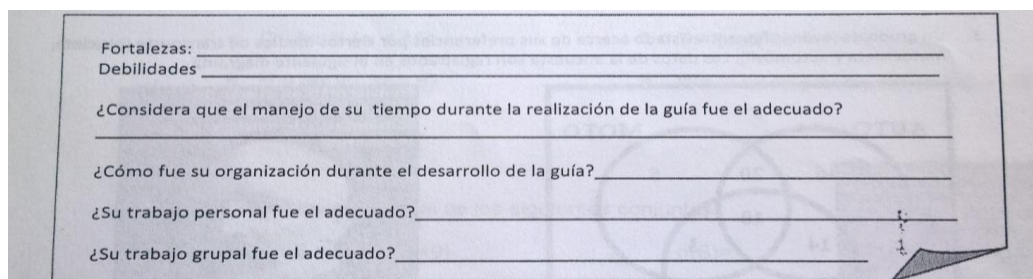 Fortalezas:
Debilidades
¿Considera que el manejo de su tiempo durante la realización de la guía fue el adecuado?
¿Cómo fue su organización durante el desarrollo de la guía?
¿Su trabajo personal fue el adecuado?
¿Su trabajo grupal fue el adecuado?